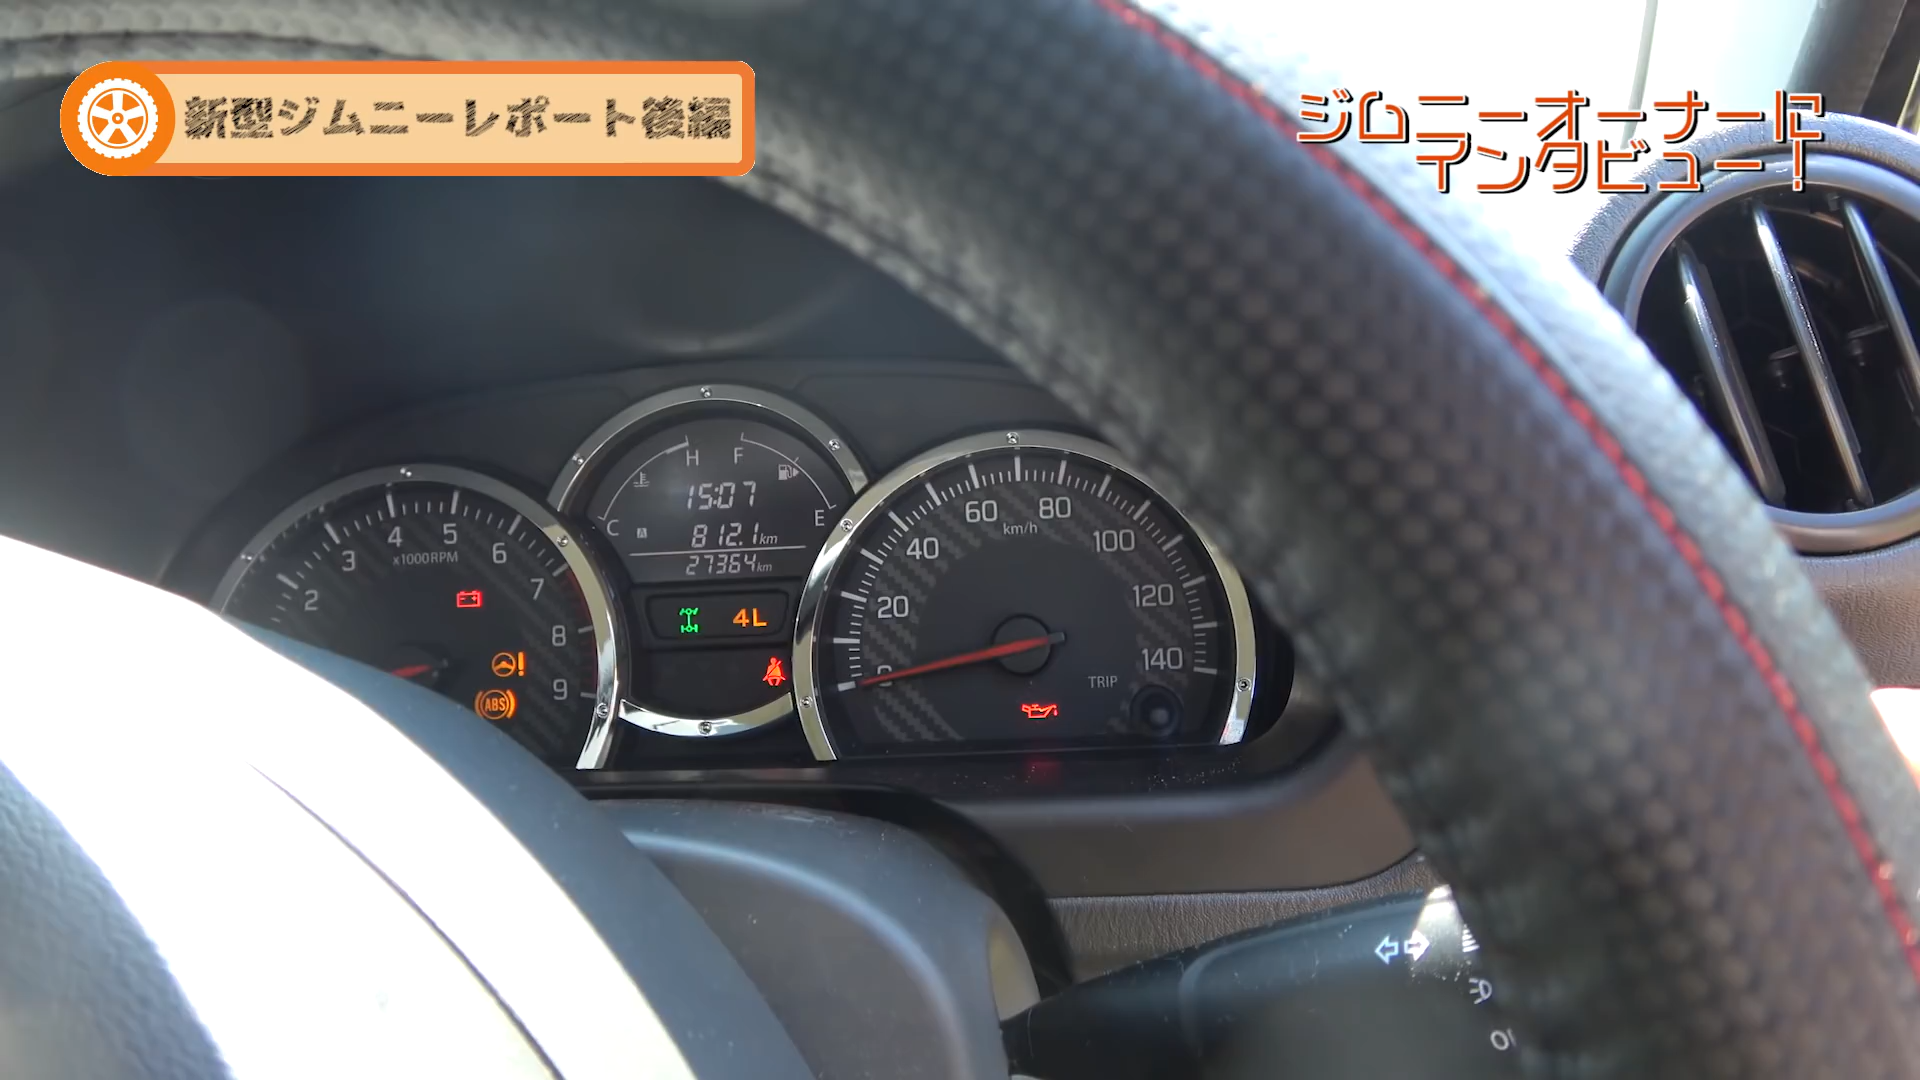 新型ジムニーレポート後編
ジムニーオーナーに
インタビュー!
H F
15:07
C A 812.1km E
27364km
2 3 4 5 6 7 8 9
x1000RPM
4L
ABS
0 20 40 60 80 100 120 140
km/h
TRIP